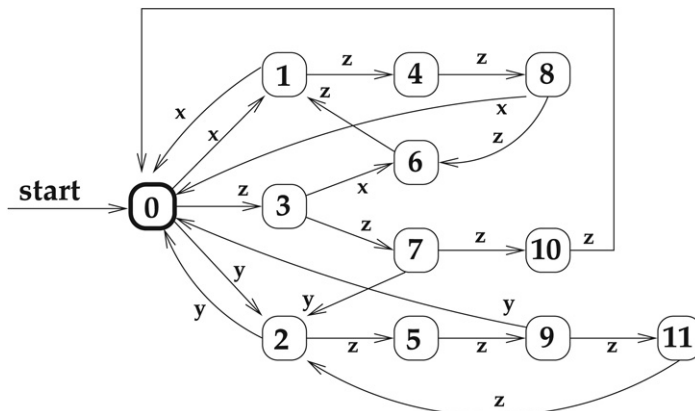 1 z 4 z 8
x z x
x z
6
start
0 z 3 x
z
7 z 10 z
y y y
y
2 z 5 z 9 z 11
z